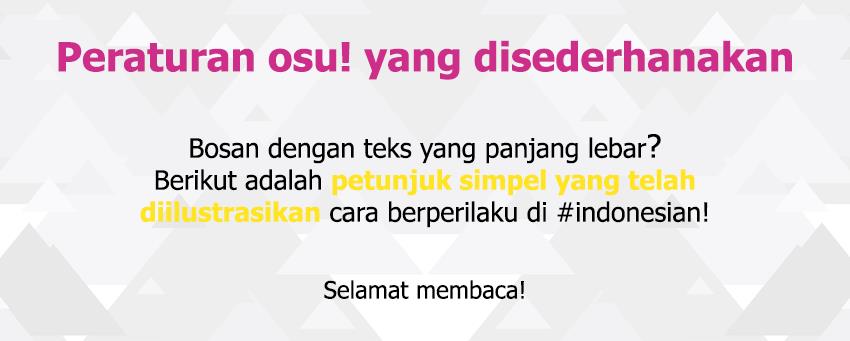 Peraturan osu! yang disederhanakan
Bosan dengan teks yang panjang lebar?
Berikut adalah petunjuk simpel yang telah
diilustrasikan cara berperilaku di #indonesian!
Selamat membaca!